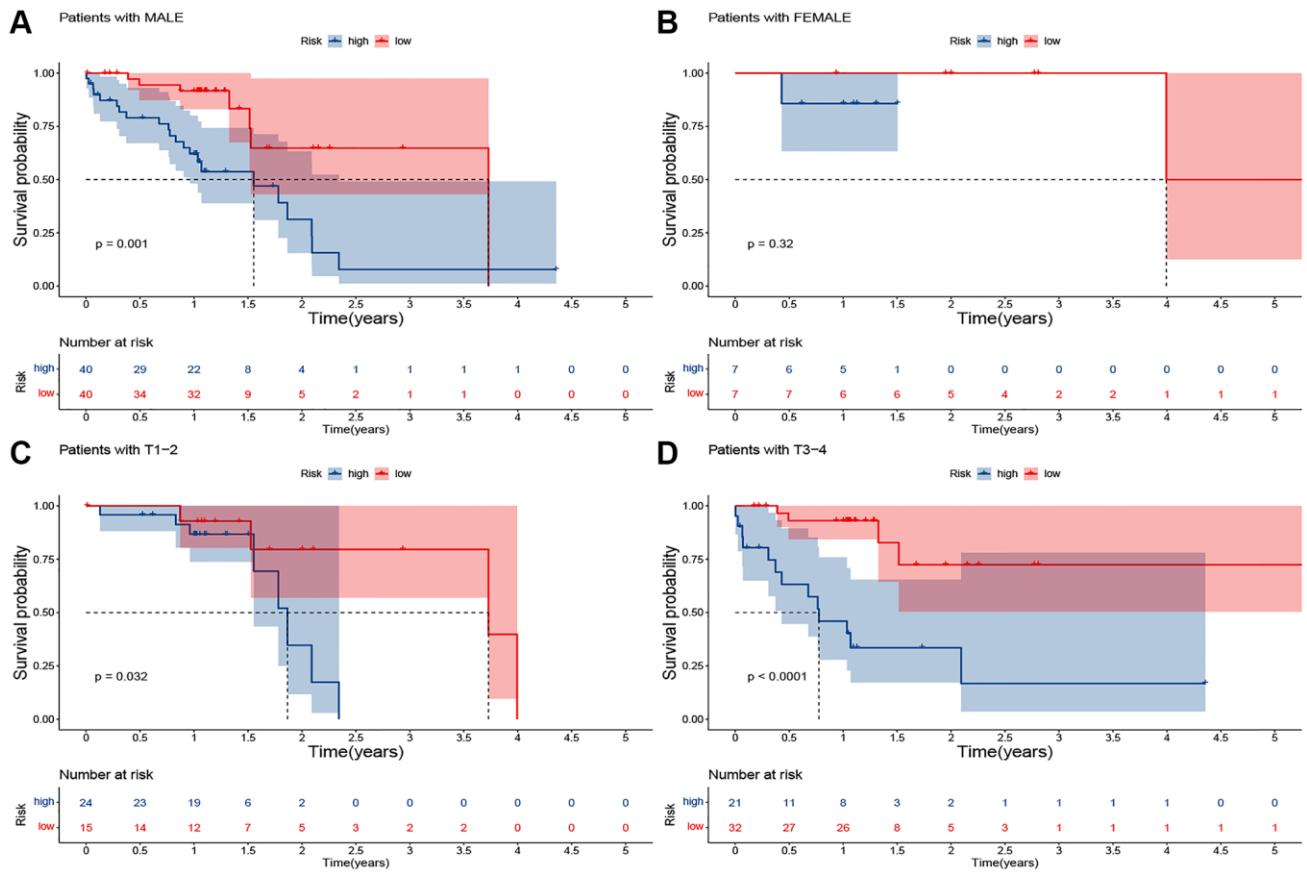 A
Patients with MALE
Risk high low
Survival probability
1.00
0.75
0.50
0.25
0.00
p = 0.001
0 0.5 1 1.5 2 2.5 3 3.5 4 4.5 5
Time(years)
Number at risk
Risk
high 40 29 22 8 4 1 1 1 1 0 0
low 40 34 32 9 5 2 1 1 0 0 0
0 0.5 1 1.5 2 2.5 3 3.5 4 4.5 5
Time(years)
B
Patients with FEMALE
Risk high low
Survival probability
1.00
0.75
0.50
0.25
0.00
p = 0.32
0 0.5 1 1.5 2 2.5 3 3.5 4 4.5 5
Time(years)
Number at risk
Risk
high 7 6 5 1 0 0 0 0 0 0 0
low 7 7 6 6 5 4 2 2 1 1 1
0 0.5 1 1.5 2 2.5 3 3.5 4 4.5 5
Time(years)
C
Patients with T1−2
Risk high low
Survival probability
1.00
0.75
0.50
0.25
0.00
p = 0.032
0 0.5 1 1.5 2 2.5 3 3.5 4 4.5 5
Time(years)
Number at risk
Risk
high 24 23 19 6 2 0 0 0 0 0 0
low 15 14 12 7 5 3 2 2 0 0 0
0 0.5 1 1.5 2 2.5 3 3.5 4 4.5 5
Time(years)
D
Patients with T3−4
Risk high low
Survival probability
1.00
0.75
0.50
0.25
0.00
p < 0.0001
0 0.5 1 1.5 2 2.5 3 3.5 4 4.5 5
Time(years)
Number at risk
Risk
high 21 11 8 3 2 1 1 1 1 0 0
low 32 27 26 8 5 3 1 1 1 1 1
0 0.5 1 1.5 2 2.5 3 3.5 4 4.5 5
Time(years)